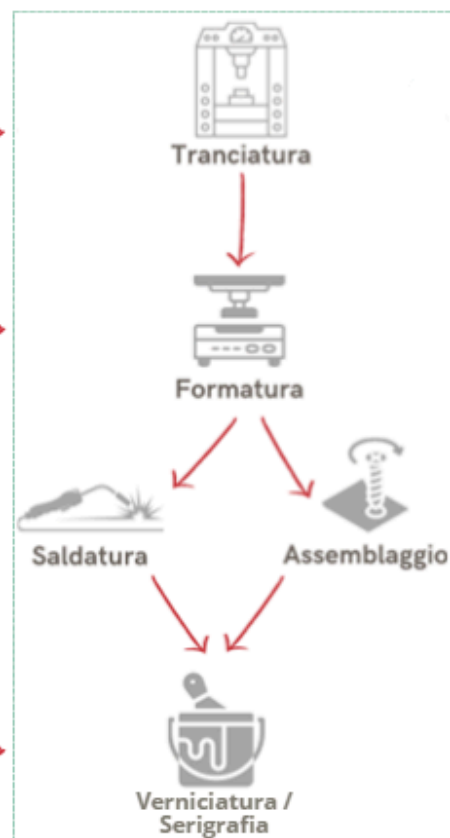 Tranciatura
Formatura
Saldatura
Assemblaggio
Verniciatura /
Serigrafia